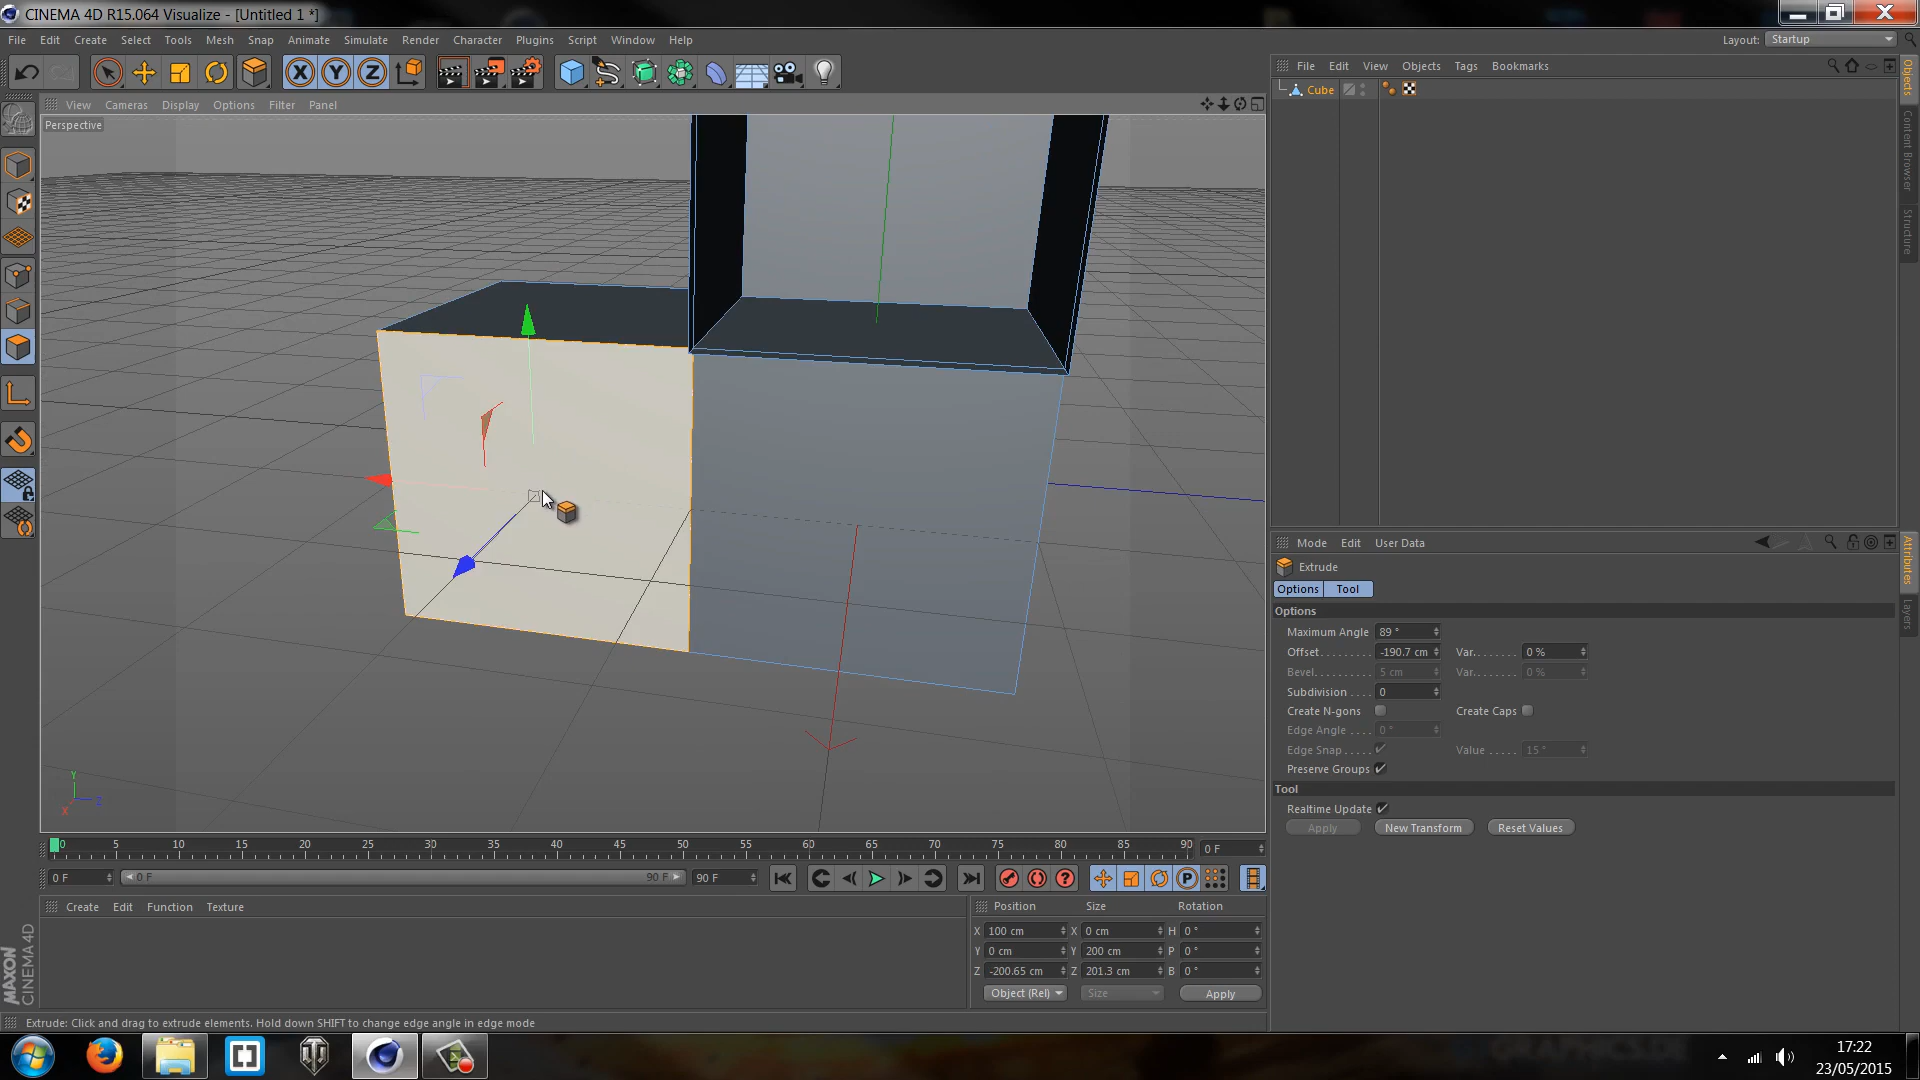 CINEMA 4D R15.064 Visualize - [Untitled 1 *]
File Edit Create Select Tools Mesh Snap Animate Simulate Render Character Plugins Script Window Help
Layout: Startup
X Y Z
File Edit View Objects Tags Bookmarks
View Cameras Display Options Filter Panel
Cube
Perspective
Objects
Content Browser
Structure
Mode Edit User Data
Extrude
Options Tool
Options
Maximum Angle 89 °
Offset......... -190.7 cm Var....... 0 %
Bevel.......... 5 cm Var....... 0 %
Subdivision.... 0
Create N-gons Create Caps
Edge Angle.... 0 °
Edge Snap..... Value..... 15 °
Preserve Groups
Tool
Realtime Update
Apply New Transform Reset Values
Attributes
Layers
Y
X Z
0 5 10 15 20 25 30 35 40 45 50 55 60 65 70 75 80 85 90 0 F
0 F 0 F 90 F 90 F
P
Create Edit Function Texture
Position Size Rotation
X 100 cm X 0 cm H 0 °
Y 0 cm Y 200 cm P 0 °
Z -200.65 cm Z 201.3 cm B 0 °
Object (Rel) Size Apply
MAXON
CINEMA 4D
Extrude: Click and drag to extrude elements. Hold down SHIFT to change edge angle in edge mode
17:22
23/05/2015